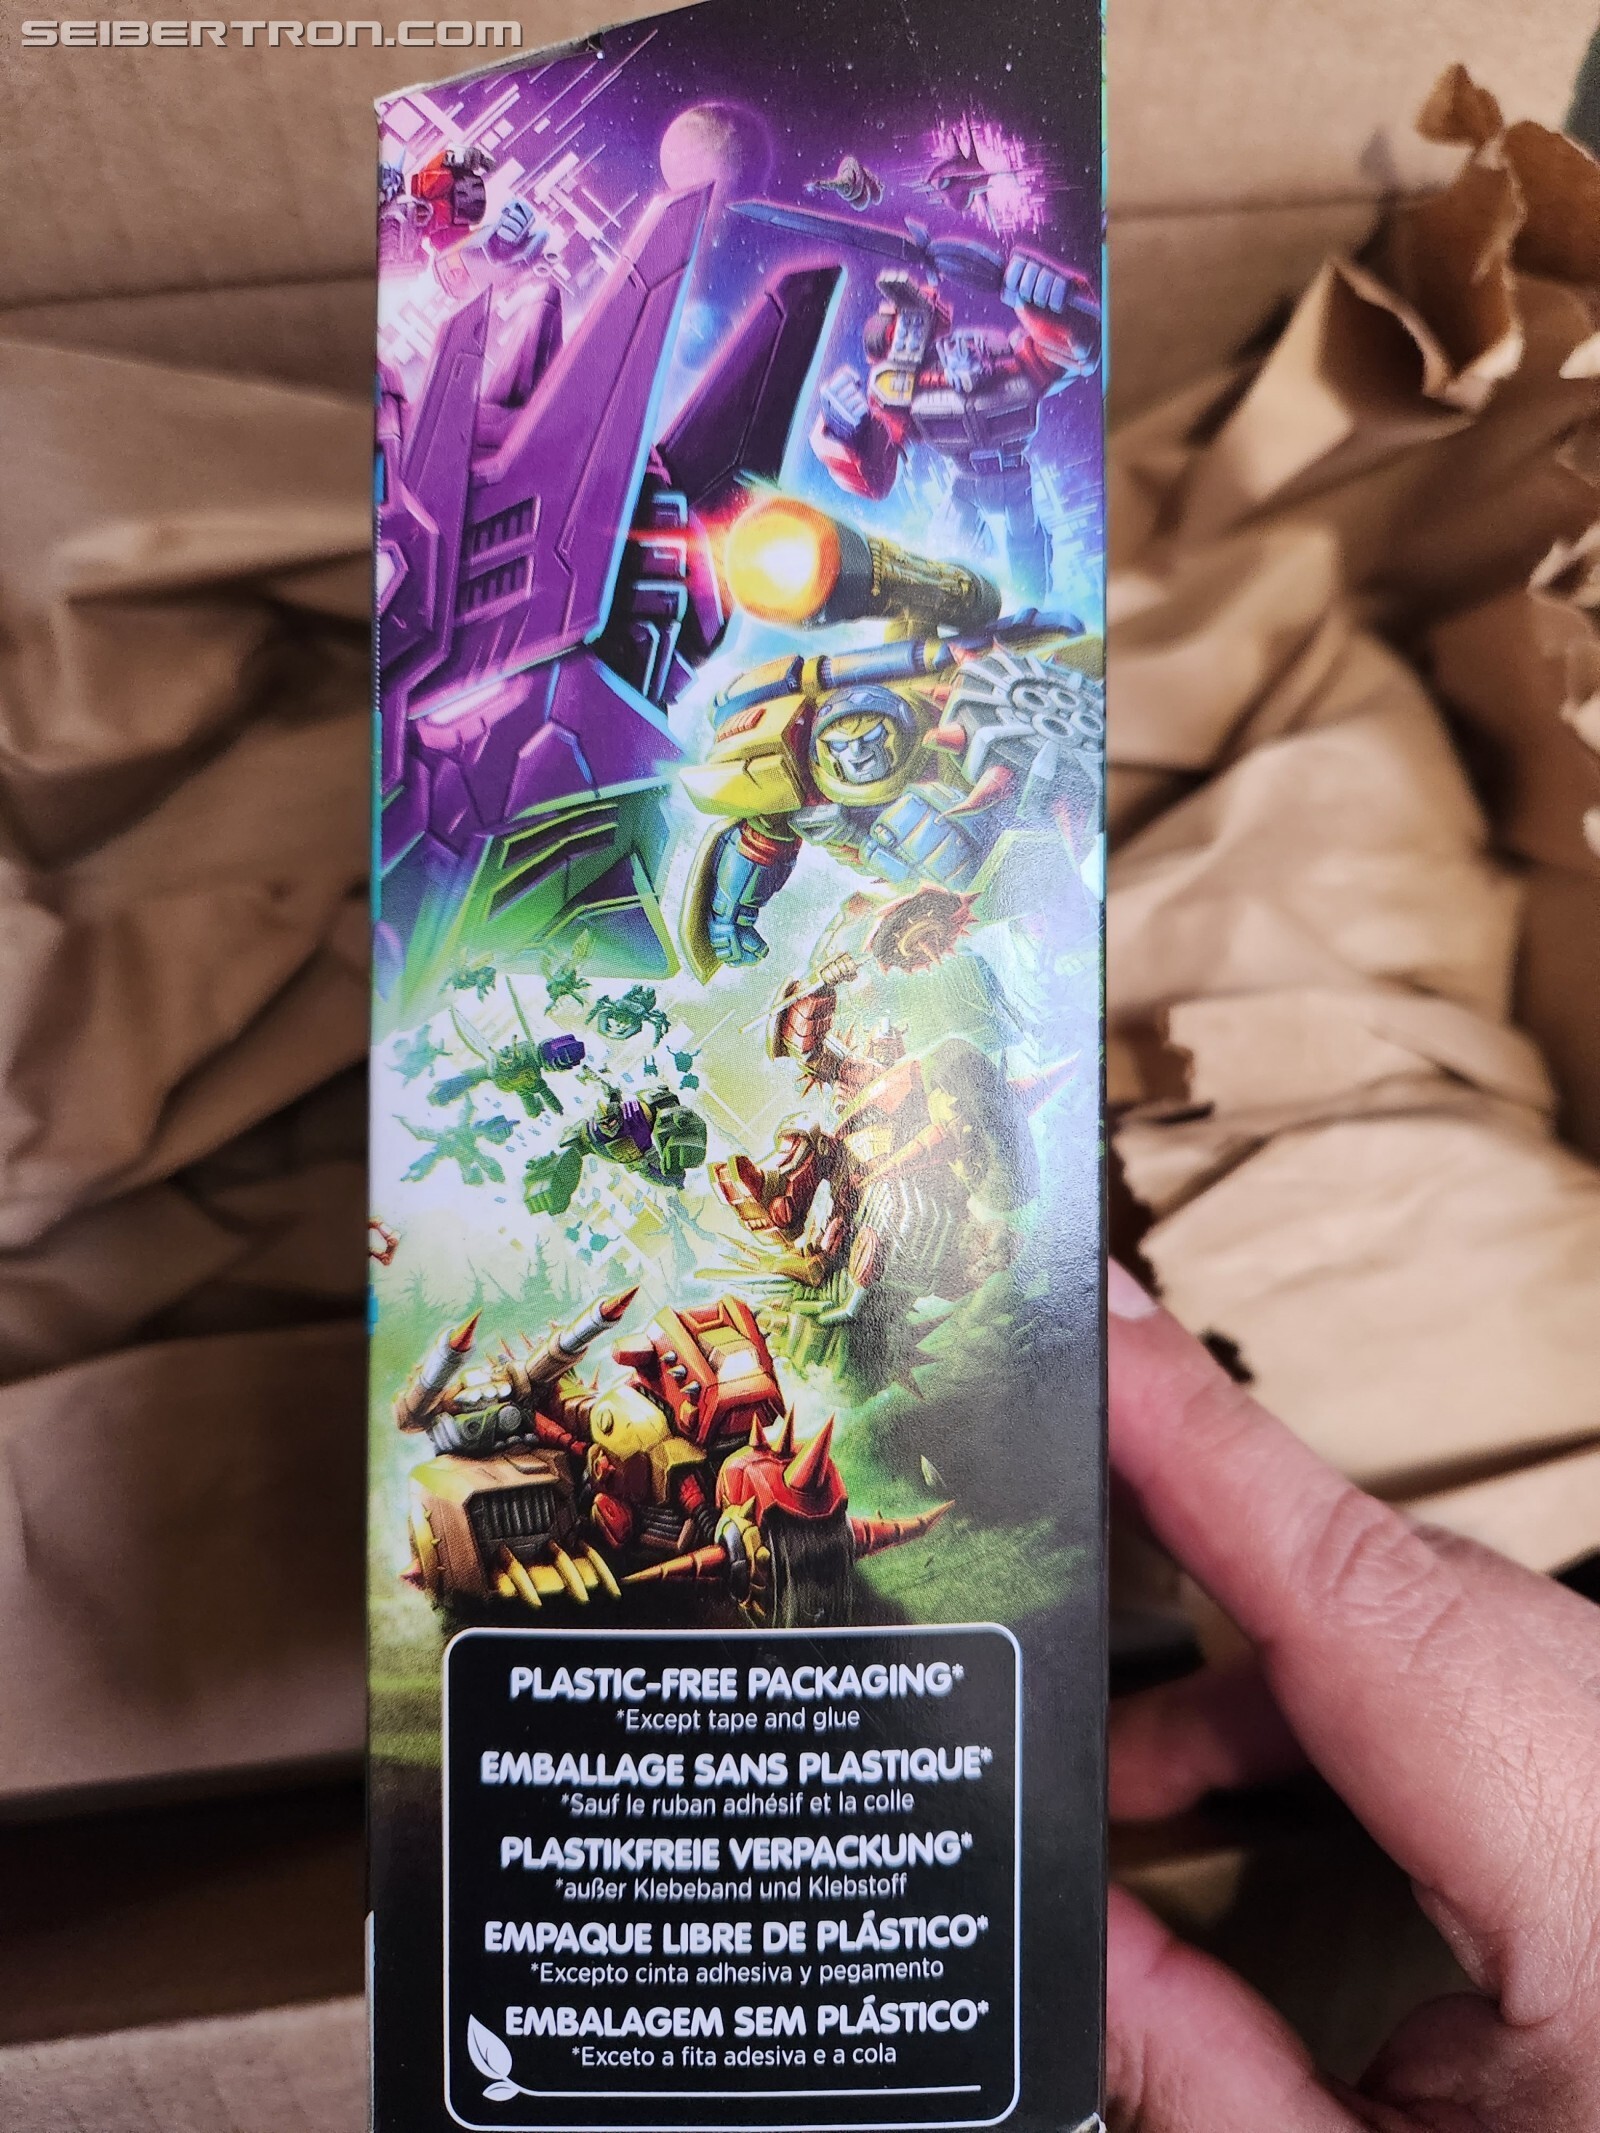 SEIBERTRON.com
PLASTIC-FREE PACKAGING*
*Except tape and glue
EMBALLAGE SANS PLASTIQUE*
*Sauf le ruban adhésif et la colle
PLASTIKFREIE VERPACKUNG*
*außer Klebeband und Klebstoff
EMPAQUE LIBRE DE PLÁSTICO*
*Excepto cinta adhesiva y pegamento
EMBALAGEM SEM PLÁSTICO*
*Exceto a fita adesiva e a cola